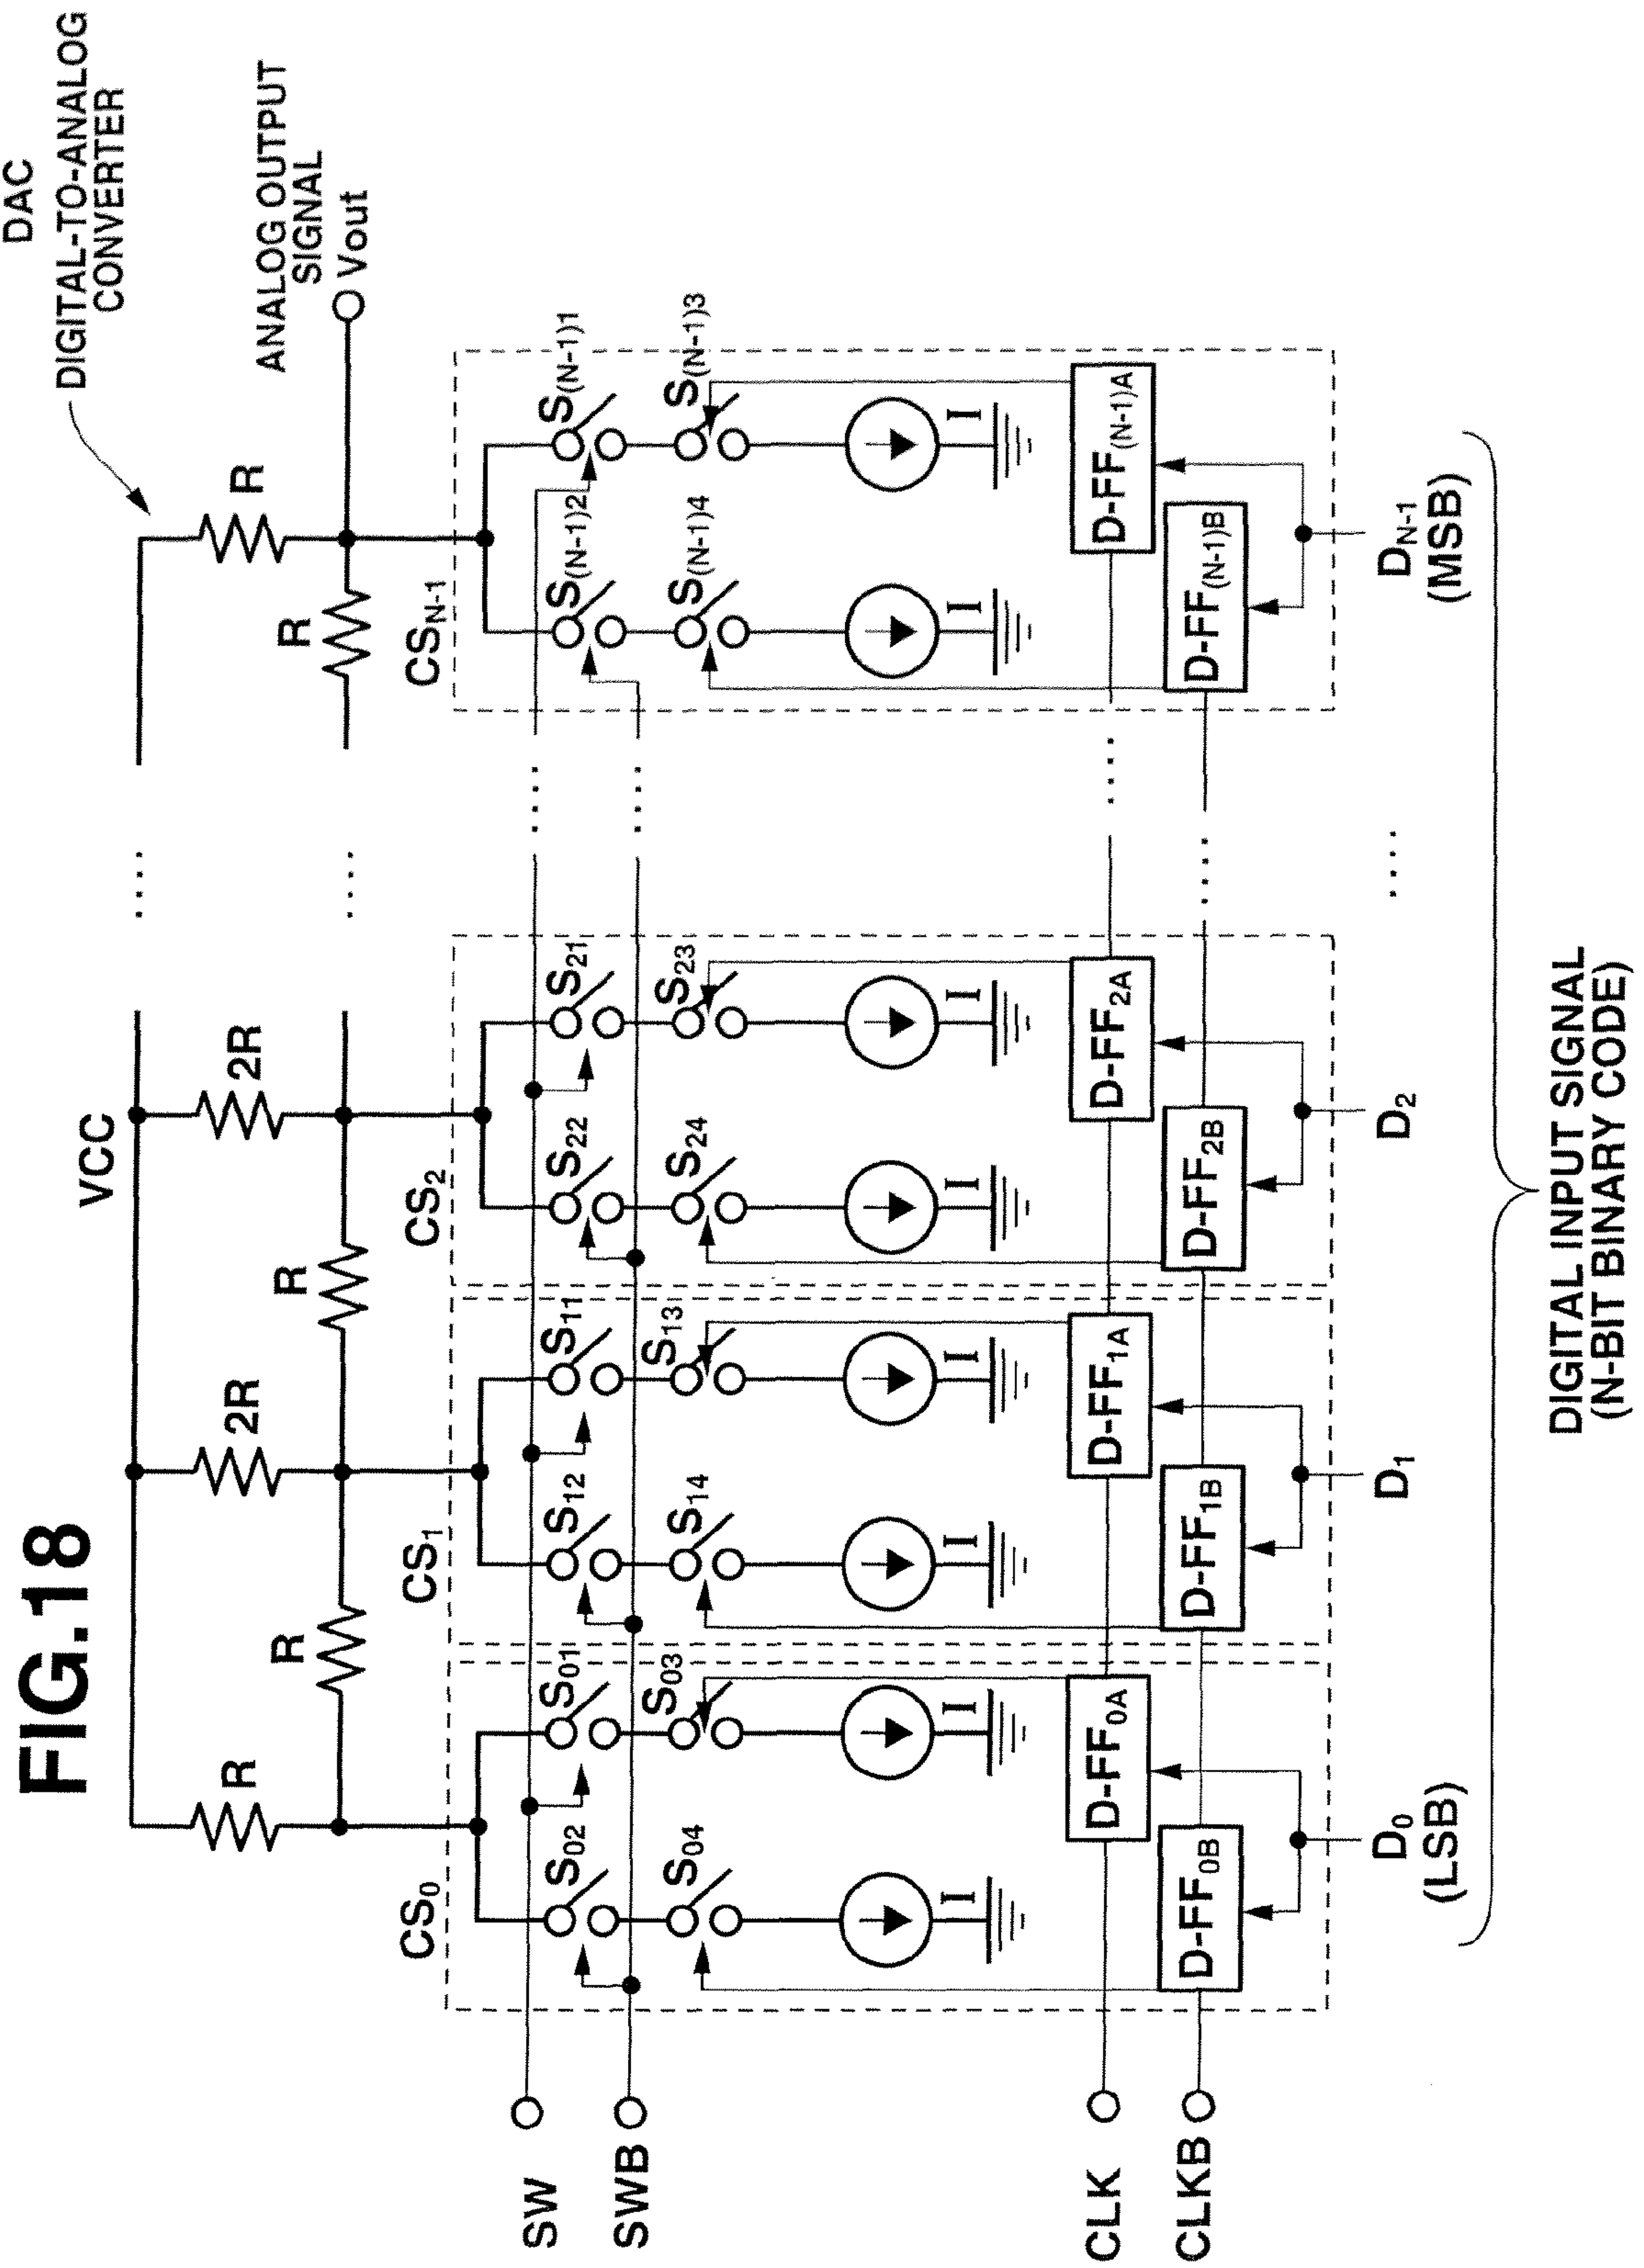 FIG.18
DAC
DIGITAL-TO-ANALOG
CONVERTER
VCC
ANALOG OUTPUT
SIGNAL
Vout
R
2R
2R
R
R
R
R
CS0
CS1
CS2
CSN-1
S02
S01
S12
S11
S22
S21
S(N-1)2
S(N-1)1
SW
SWB
S04
S03
S14
S13
S24
S23
S(N-1)4
S(N-1)3
I
I
I
I
I
I
I
I
CLK
D-FF0A
D-FF1A
D-FF2A
D-FF(N-1)A
CLKB
D-FF0B
D-FF1B
D-FF2B
D-FF(N-1)B
D0
(LSB)
D1
D2
DN-1
(MSB)
DIGITAL INPUT SIGNAL
(N-BIT BINARY CODE)